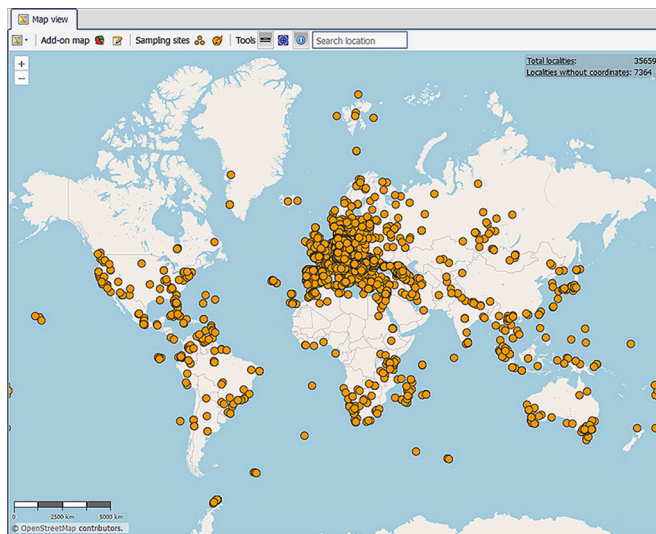 Map view
Add-on map Sampling sites Tools Search location
Total localities: 35659
Localities without coordinates: 7364
0 2500 km 5000 km
© OpenStreetMap contributors.